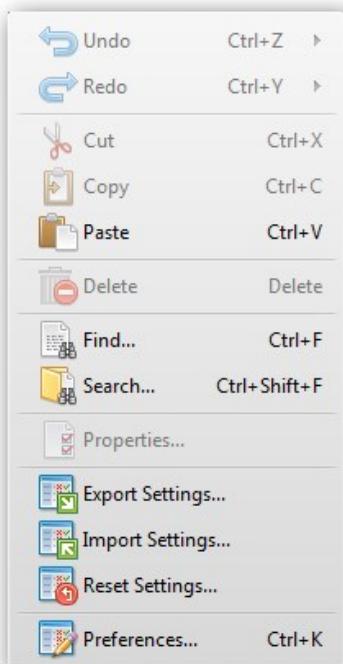 Undo Ctrl+Z
Redo Ctrl+Y
Cut Ctrl+X
Copy Ctrl+C
Paste Ctrl+V
Delete Delete
Find... Ctrl+F
Search... Ctrl+Shift+F
Properties...
Export Settings...
Import Settings...
Reset Settings...
Preferences... Ctrl+K